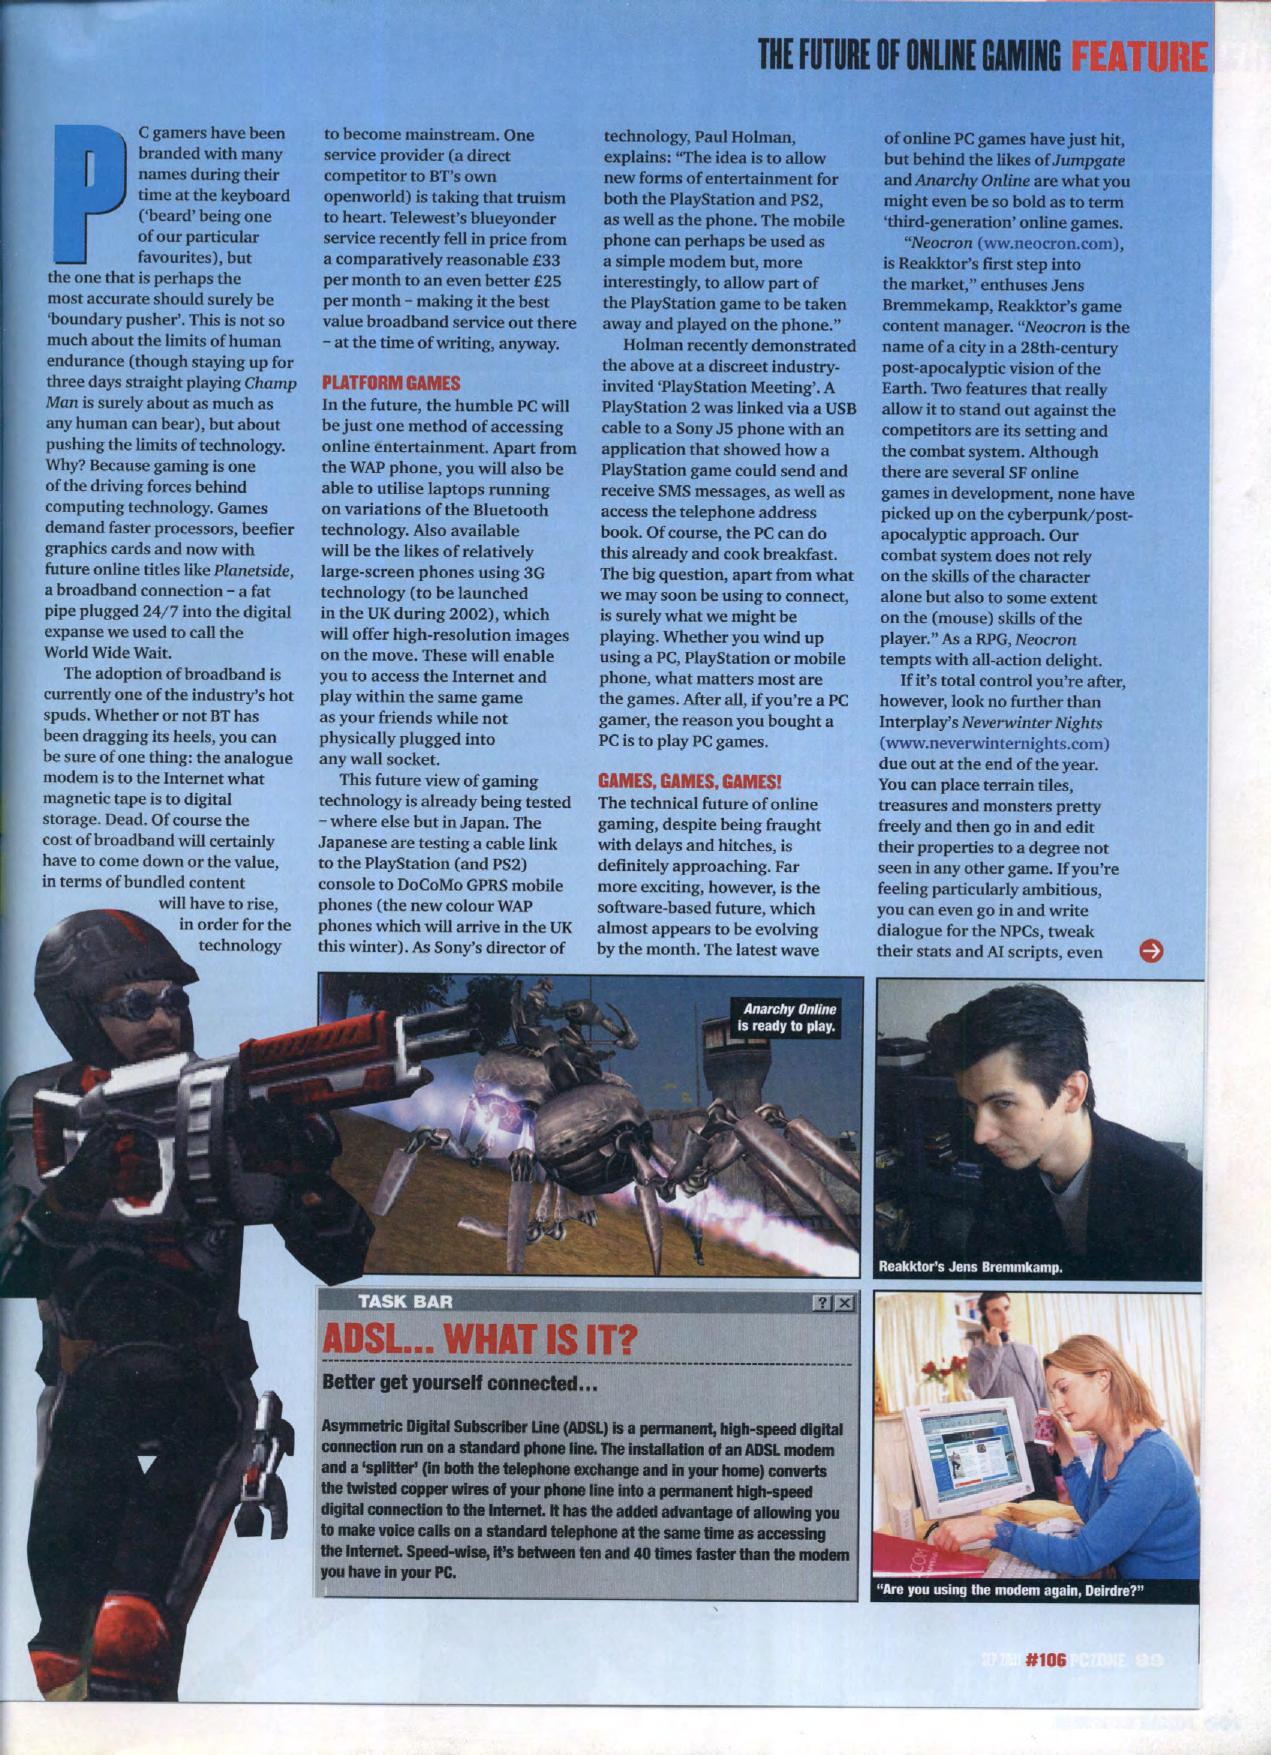 THE FUTURE OF ONLINE GAMING FEATURE
PC gamers have been
branded with many
names during their
time at the keyboard
('beard' being one
of our particular
favourites), but
the one that is perhaps the
most accurate should surely be
'boundary pusher'. This is not so
much about the limits of human
endurance (though staying up for
three days straight playing Champ
Man is surely about as much as
any human can bear), but about
pushing the limits of technology.
Why? Because gaming is one
of the driving forces behind
computing technology. Games
demand faster processors, beefier
graphics cards and now with
future online titles like Planetside,
a broadband connection – a fat
pipe plugged 24/7 into the digital
expanse we used to call the
World Wide Wait.
The adoption of broadband is
currently one of the industry's hot
spuds. Whether or not BT has
been dragging its heels, you can
be sure of one thing: the analogue
modem is to the Internet what
magnetic tape is to digital
storage. Dead. Of course the
cost of broadband will certainly
have to come down or the value,
in terms of bundled content
will have to rise,
in order for the
technology
to become mainstream. One
service provider (a direct
competitor to BT's own
openworld) is taking that truism
to heart. Telewest's blueyonder
service recently fell in price from
a comparatively reasonable £33
per month to an even better £25
per month – making it the best
value broadband service out there
– at the time of writing, anyway.
PLATFORM GAMES
In the future, the humble PC will
be just one method of accessing
online entertainment. Apart from
the WAP phone, you will also be
able to utilise laptops running
on variations of the Bluetooth
technology. Also available
will be the likes of relatively
large-screen phones using 3G
technology (to be launched
in the UK during 2002), which
will offer high-resolution images
on the move. These will enable
you to access the Internet and
play within the same game
as your friends while not
physically plugged into
any wall socket.
This future view of gaming
technology is already being tested
– where else but in Japan. The
Japanese are testing a cable link
to the PlayStation (and PS2)
console to DoCoMo GPRS mobile
phones (the new colour WAP
phones which will arrive in the UK
this winter). As Sony's director of
technology, Paul Holman,
explains: "The idea is to allow
new forms of entertainment for
both the PlayStation and PS2,
as well as the phone. The mobile
phone can perhaps be used as
a simple modem but, more
interestingly, to allow part of
the PlayStation game to be taken
away and played on the phone."
Holman recently demonstrated
the above at a discreet industry-
invited 'PlayStation Meeting'. A
PlayStation 2 was linked via a USB
cable to a Sony J5 phone with an
application that showed how a
PlayStation game could send and
receive SMS messages, as well as
access the telephone address
book. Of course, the PC can do
this already and cook breakfast.
The big question, apart from what
we may soon be using to connect,
is surely what we might be
playing. Whether you wind up
using a PC, PlayStation or mobile
phone, what matters most are
the games. After all, if you're a PC
gamer, the reason you bought a
PC is to play PC games.
GAMES, GAMES, GAMES!
The technical future of online
gaming, despite being fraught
with delays and hitches, is
definitely approaching. Far
more exciting, however, is the
software-based future, which
almost appears to be evolving
by the month. The latest wave
of online PC games have just hit,
but behind the likes of Jumpgate
and Anarchy Online are what you
might even be so bold as to term
'third-generation' online games.
"Neocron (ww.neocron.com),
is Reakktor's first step into
the market," enthuses Jens
Bremmekamp, Reakktor's game
content manager. "Neocron is the
name of a city in a 28th-century
post-apocalyptic vision of the
Earth. Two features that really
allow it to stand out against the
competitors are its setting and
the combat system. Although
there are several SF online
games in development, none have
picked up on the cyberpunk/post-
apocalyptic approach. Our
combat system does not rely
on the skills of the character
alone but also to some extent
on the (mouse) skills of the
player." As a RPG, Neocron
tempts with all-action delight.
If it's total control you're after,
however, look no further than
Interplay's Neverwinter Nights
(www.neverwinternights.com)
due out at the end of the year.
You can place terrain tiles,
treasures and monsters pretty
freely and then go in and edit
their properties to a degree not
seen in any other game. If you're
feeling particularly ambitious,
you can even go in and write
dialogue for the NPCs, tweak
their stats and AI scripts, even
Anarchy Online
is ready to play.
Reakktor's Jens Bremmkamp.
TASK BAR
ADSL... WHAT IS IT?
Better get yourself connected...
Asymmetric Digital Subscriber Line (ADSL) is a permanent, high-speed digital
connection run on a standard phone line. The installation of an ADSL modem
and a 'splitter' (in both the telephone exchange and in your home) converts
the twisted copper wires of your phone line into a permanent high-speed
digital connection to the Internet. It has the added advantage of allowing you
to make voice calls on a standard telephone at the same time as accessing
the Internet. Speed-wise, it's between ten and 40 times faster than the modem
you have in your PC.
"Are you using the modem again, Deirdre?"
SEP 2001 #106 PCZONE 99